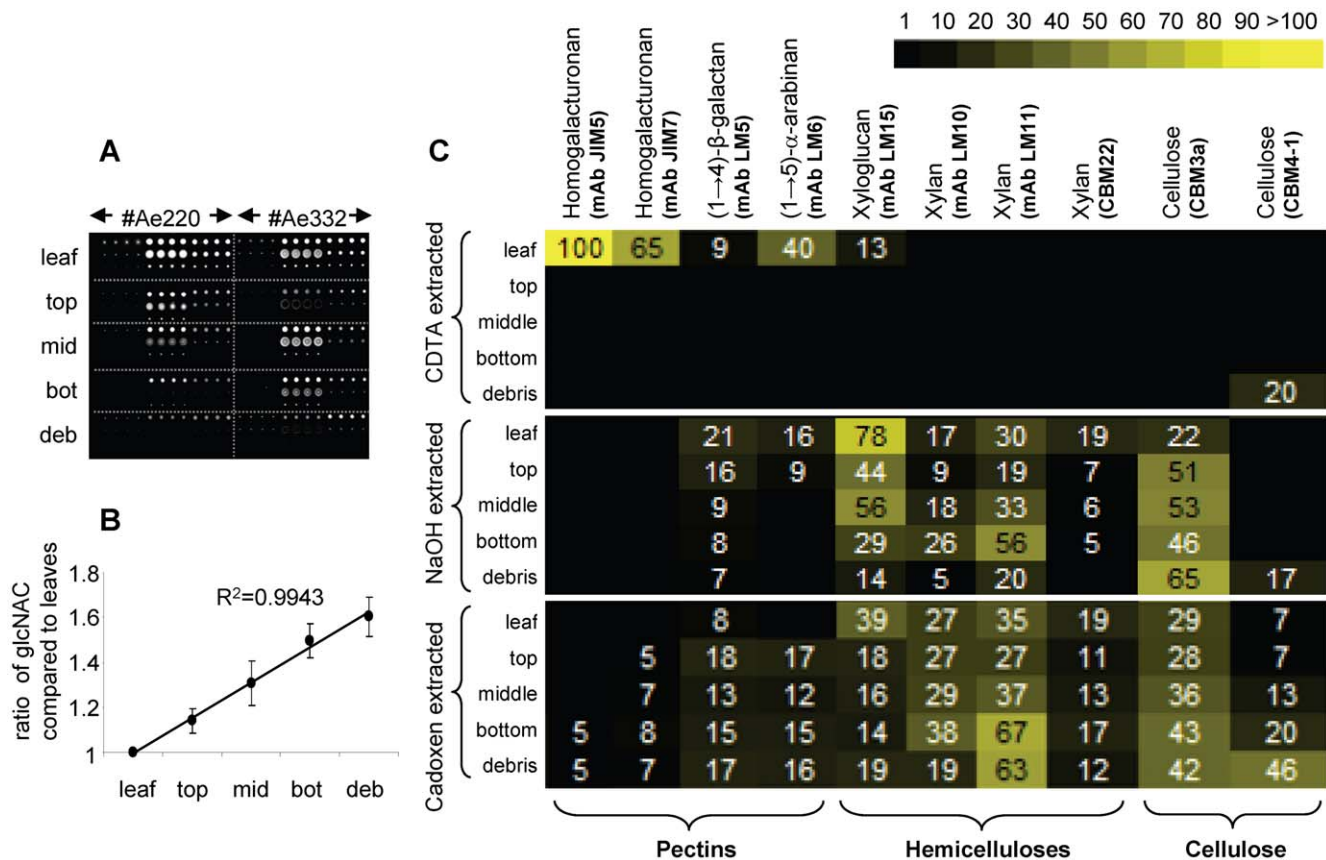 A
#Ae220 #Ae332
leaf
top
mid
bot
deb
B
ratio of glcNAC
compared to leaves
1.8
1.6
1.4
1.2
1
R²=0.9943
leaf top mid bot deb
C
1 10 20 30 40 50 60 70 80 90 >100
Homogalacturonan
(mAb JIM5)
Homogalacturonan
(mAb JIM7)
(1→4)-β-galactan
(mAb LM5)
(1→5)-α-arabinan
(mAb LM6)
Xyloglucan
(mAb LM15)
Xylan
(mAb LM10)
Xylan
(mAb LM11)
Xylan
(CBM22)
Cellulose
(CBM3a)
Cellulose
(CBM4-1)
CDTA extracted
leaf 100 65 9 40 13
top
middle
bottom
debris 20
NaOH extracted
leaf 21 16 78 17 30 19 22
top 16 9 44 9 19 7 51
middle 9 56 18 33 6 53
bottom 8 29 26 56 5 46
debris 7 14 5 20 65 17
Cadoxen extracted
leaf 8 39 27 35 19 29 7
top 5 18 17 18 27 27 11 28 7
middle 7 13 12 16 29 37 13 36 13
bottom 5 8 15 15 14 38 67 17 43 20
debris 5 7 17 16 19 19 63 12 42 46
Pectins Hemicelluloses Cellulose